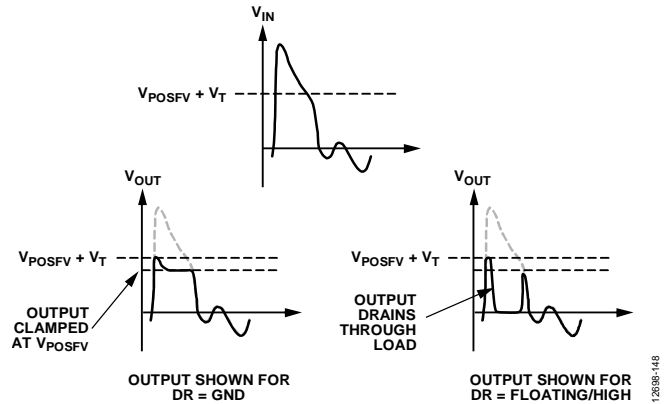 VIN
VPOSFV + VT
VOUT
VPOSFV + VT
OUTPUT
CLAMPED
AT VPOSFV
OUTPUT SHOWN FOR
DR = GND
VOUT
VPOSFV + VT
OUTPUT
DRAINS
THROUGH
LOAD
OUTPUT SHOWN FOR
DR = FLOATING/HIGH
12698-148